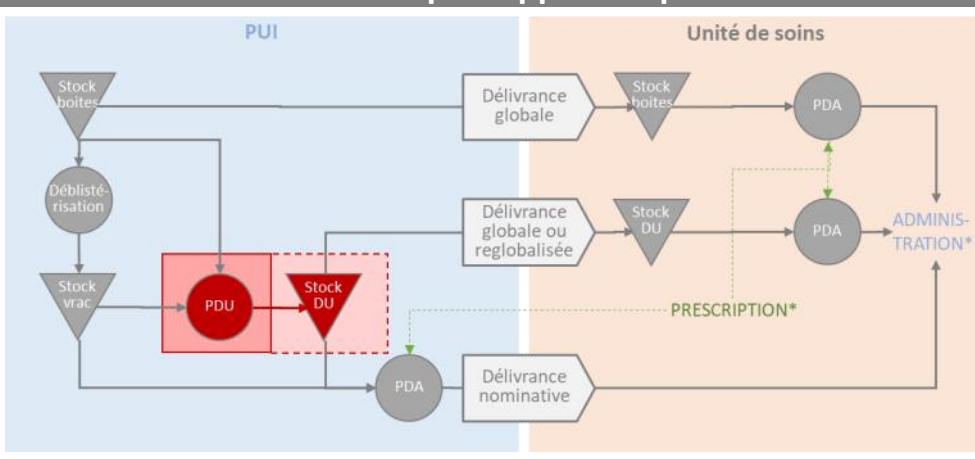 PUI
Unité de soins
Stock
boites
Délivrance
globale
Stock
boites
PDA
Déblisté-
risation
Délivrance
globale ou
reglobalisée
Stock
DU
PDA
ADMINIS-
TRATION*
Stock
vrac
PDU
Stock
DU
PRESCRIPTION*
PDA
Délivrance
nominative